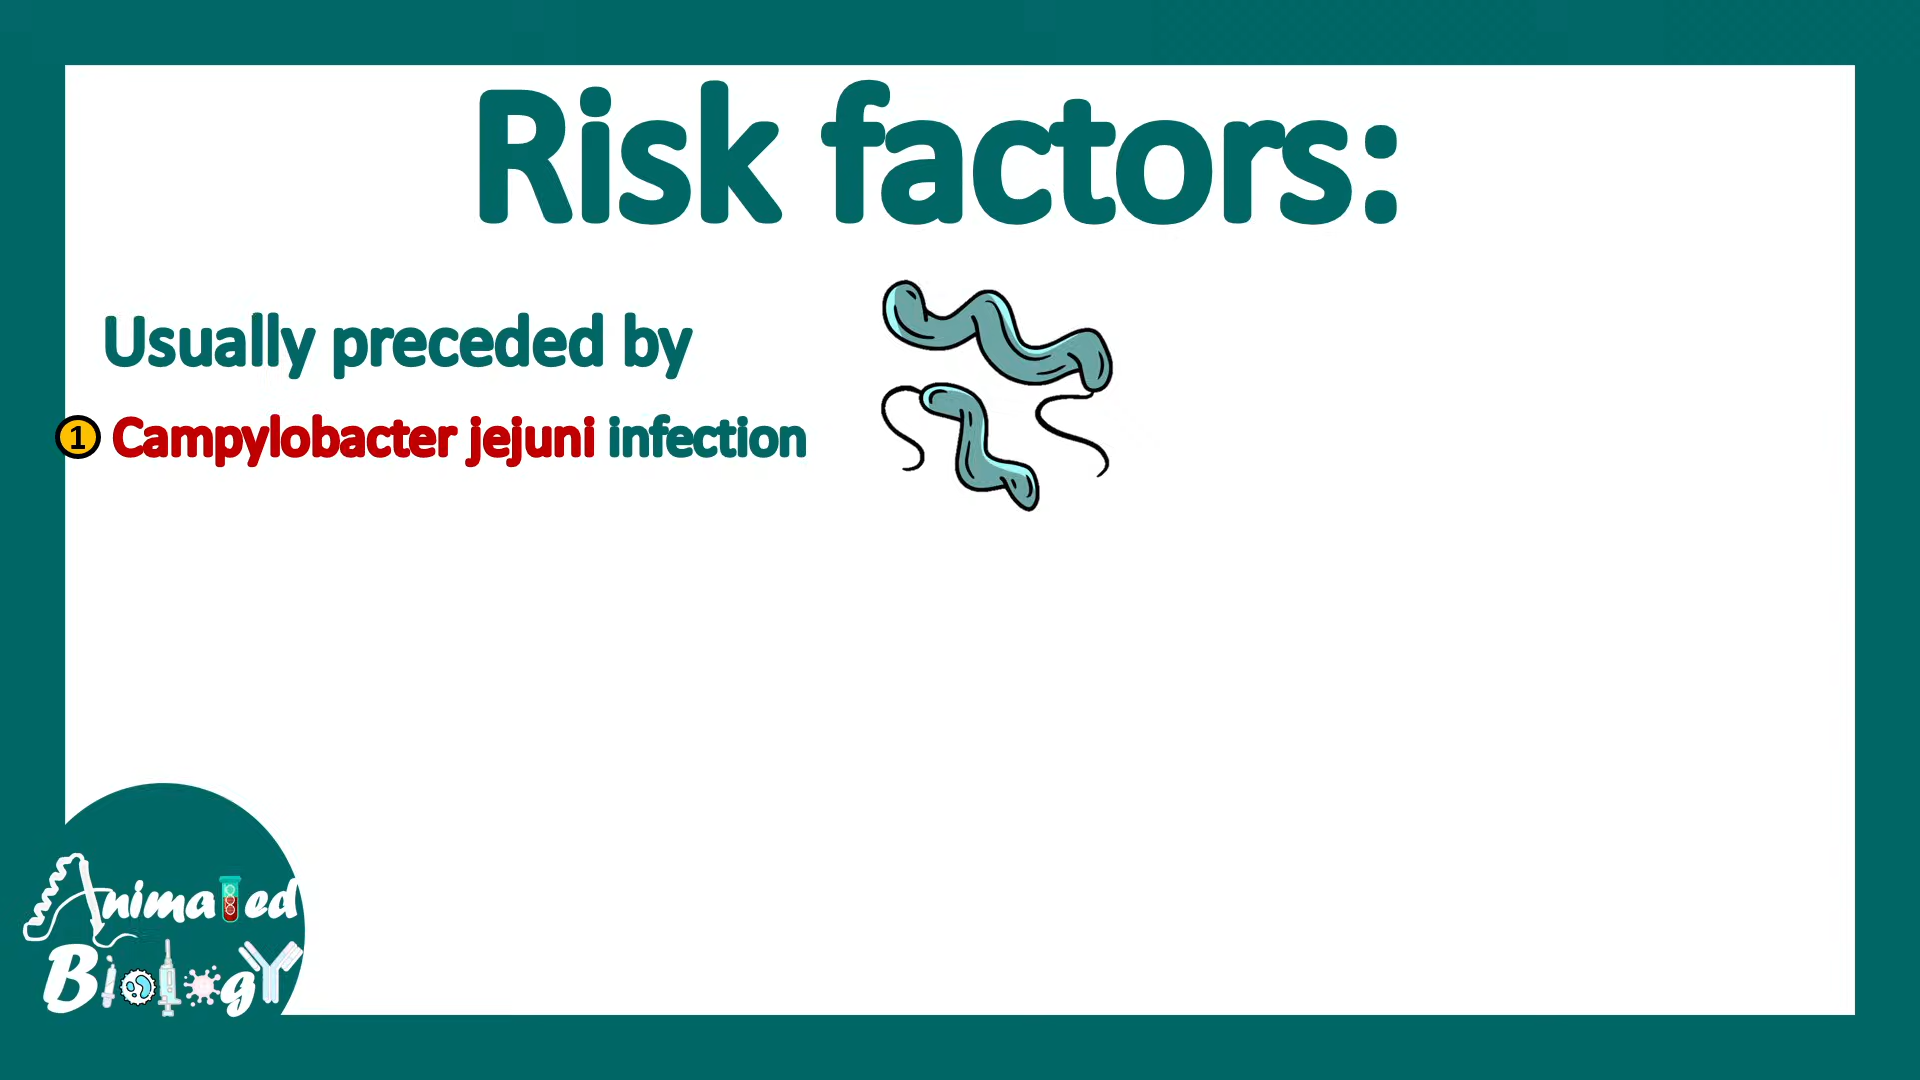 Risk factors:
Usually preceded by
1 Campylobacter jejuni infection
Animated
Biology